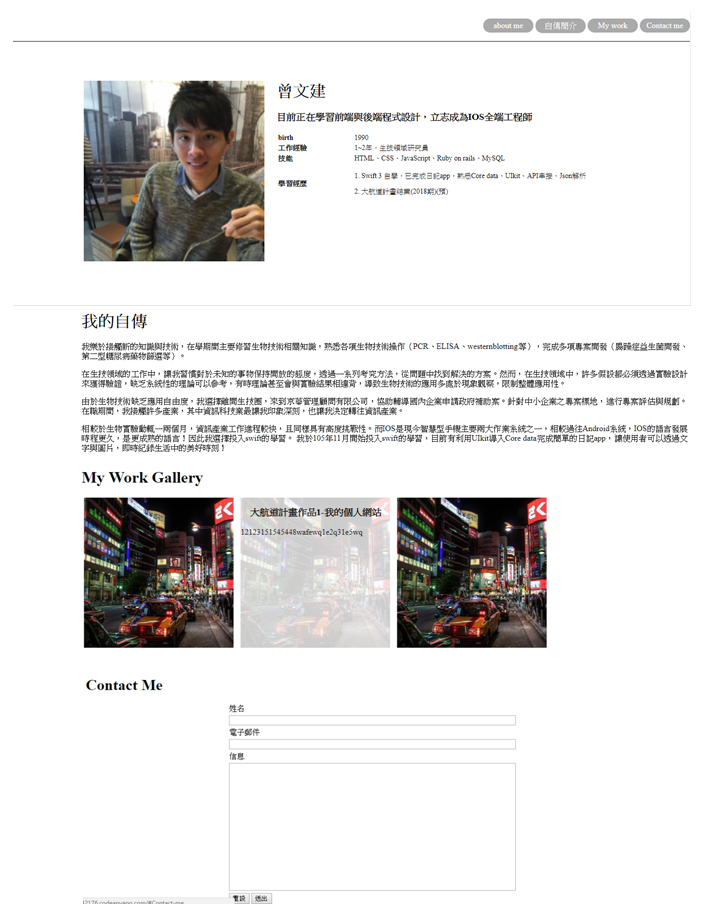 about me
自傳簡介
My work
Contact me
曾文建
目前正在學習前端與後端程式設計，立志成為IOS全端工程師
birth 1990
工作經驗 1~2年，生技領域研究員
技能 HTML、CSS、JavaScript、Ruby on rails、MySQL
學習經歷
1. Swift 3 自學，已完成日記app，熟悉Core data、UIkit、API串接、Json解析
2. 大航道計畫結業(2018期)(預)
我的自傳
我樂於接觸新的知識與技術，在學期間主要修習生物技術相關知識，熟悉各項生物技術操作（PCR、ELISA、westernblotting等），完成多項專案開發（腸躁症益生菌開發、
第二型糖尿病藥物篩選等）。
在生技領域的工作中，讓我習慣對於未知的事物保持開放的態度，透過一系列考究方法，從問題中找到解決的方案。然而，在生技領域中，許多假設都必須透過實驗設計
來獲得驗證，缺乏系統性的理論可以參考，有時理論甚至會與實驗結果相違背，導致生物技術的應用多處於現象觀察，限制整體應用性。
由於生物技術缺乏應用自由度，我選擇離開生技圈，來到京華管理顧問有限公司，協助輔導國內企業申請政府補助案。針對中小企業之專案標地，進行專案評估與規劃。
在職期間，我接觸許多產業，其中資訊科技業最讓我印象深刻，也讓我決定轉往資訊產業。
相較於生物實驗動輒一兩個月，資訊產業工作進程較快，且同樣具有高度挑戰性。而IOS是現今智慧型手機主要兩大作業系統之一，相較過往Android系統，IOS的語言發展
時程更久，是更成熟的語言！因此我選擇投入swift的學習。 我於105年11月開始投入swift的學習，目前有利用UIkit導入Core data完成簡單的日記app，讓使用者可以透過文
字與圖片，即時紀錄生活中的美好時刻！
My Work Gallery
大航道計畫作品1-我的個人網站
12123151545448wafewq1e2q31e5wq
Contact Me
姓名
電子郵件
信息
重設
送出